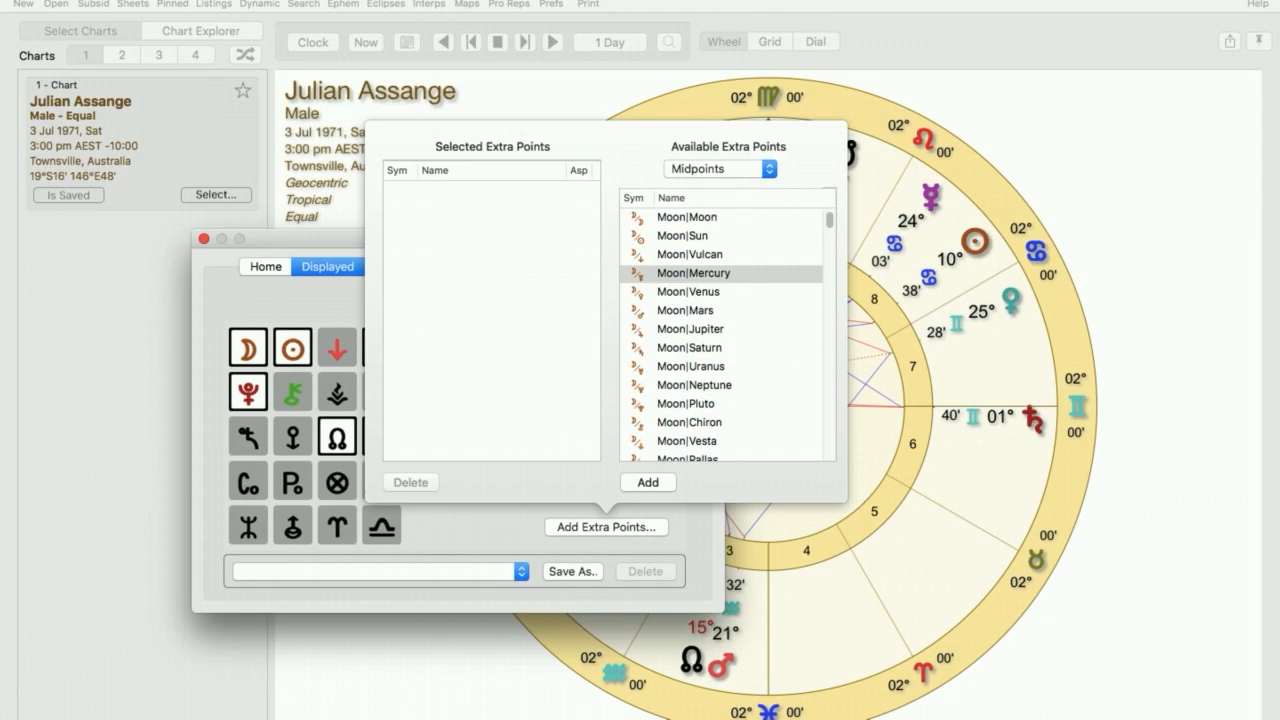 New Open Subsid Sheets Pinned Listings Dynamic Search Ephem Eclipses Interps Maps Pro Reps Prefs Print Help
Select Charts Chart Explorer
Clock Now 1 Day Wheel Grid Dial
Charts 1 2 3 4
1 - Chart
Julian Assange
Male - Equal
3 Jul 1971, Sat
3:00 pm AEST -10:00
Townsville, Australia
19°S16' 146°E48'
Is Saved Select...
Julian Assange
Male
3 Jul 1971, Sa
3:00 pm AEST
Townsville, Au
Geocentric
Tropical
Equal
Home Displayed
Selected Extra Points
Sym Name Asp
Delete
Available Extra Points
Midpoints
Sym Name
Moon|Moon
Moon|Sun
Moon|Vulcan
Moon|Mercury
Moon|Venus
Moon|Mars
Moon|Jupiter
Moon|Saturn
Moon|Uranus
Moon|Neptune
Moon|Pluto
Moon|Chiron
Moon|Vesta
Moon|Pallas
Add
Add Extra Points...
Save As.. Delete
02° ♍ 00'
02° ♌ 00'
☿ 24° ♋ 03'
☉ 10° ♋ 38'
02° ♋ 00'
♀ 25° ♊ 28'
02° ♊ 00'
40' ♊ 01° ♄
8
7
6
5
4
3
00' ♉ 02°
32' ♒
15° 21°
☊ ♂
02° ♒ 00'
02° ♓ 00'
02° ♈ 00'